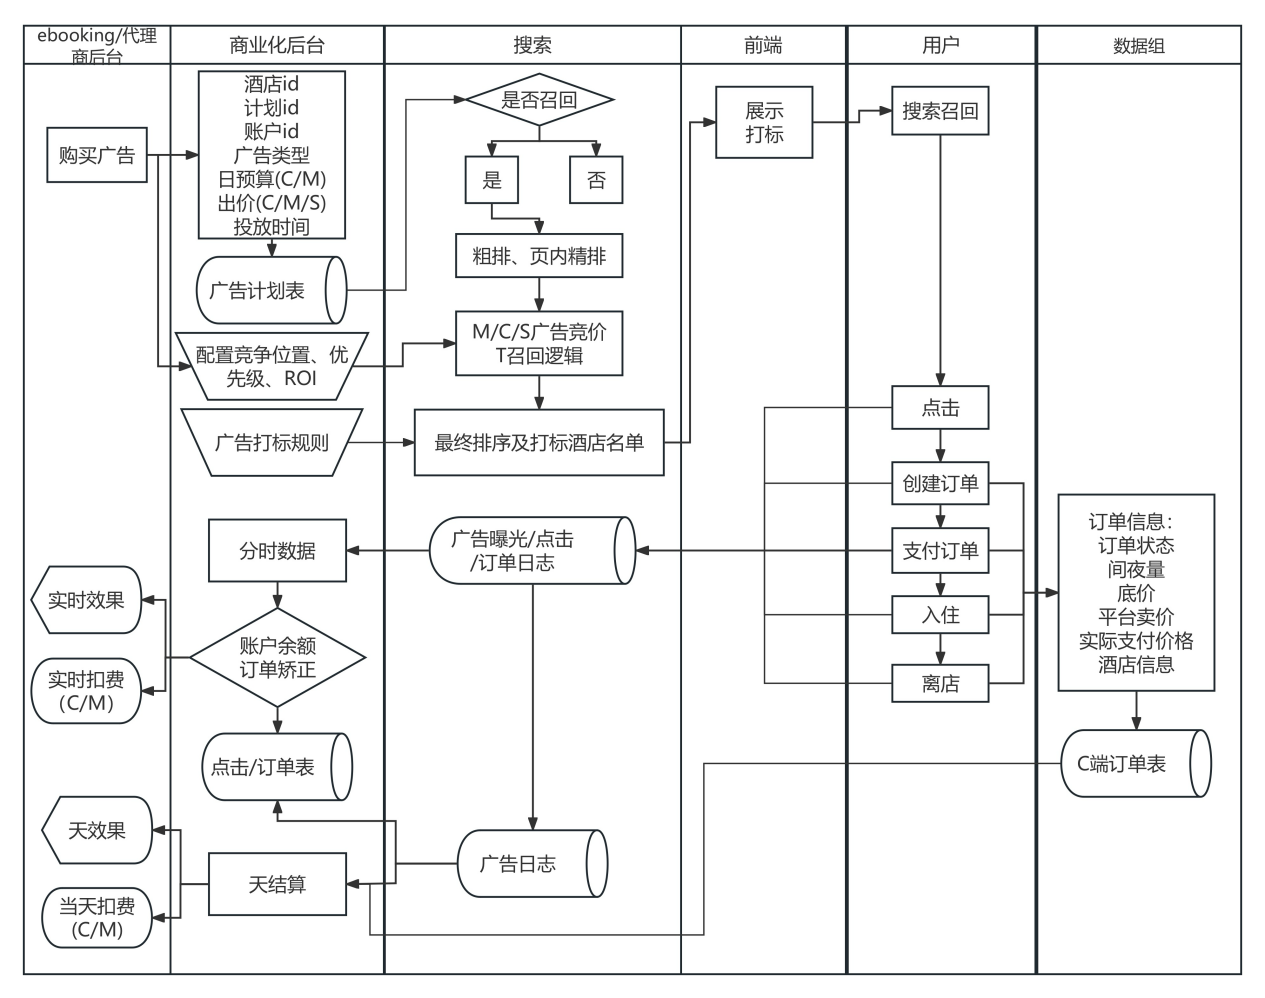 ebooking/代理
商后台
商业化后台
搜索
前端
用户
数据组
购买广告
酒店id
计划id
账户id
广告类型
日预算(C/M)
出价(C/M/S)
投放时间
广告计划表
配置竞争位置、优
先级、ROI
广告打标规则
是否召回
是
否
粗排、页内精排
M/C/S广告竞价
T召回逻辑
最终排序及打标酒店名单
展示
打标
搜索召回
点击
创建订单
支付订单
入住
离店
订单信息：
订单状态
间夜量
底价
平台卖价
实际支付价格
酒店信息
C端订单表
广告曝光/点击
/订单日志
分时数据
账户余额
订单矫正
实时效果
实时扣费
(C/M)
点击/订单表
广告日志
天结算
天效果
当天扣费
(C/M)